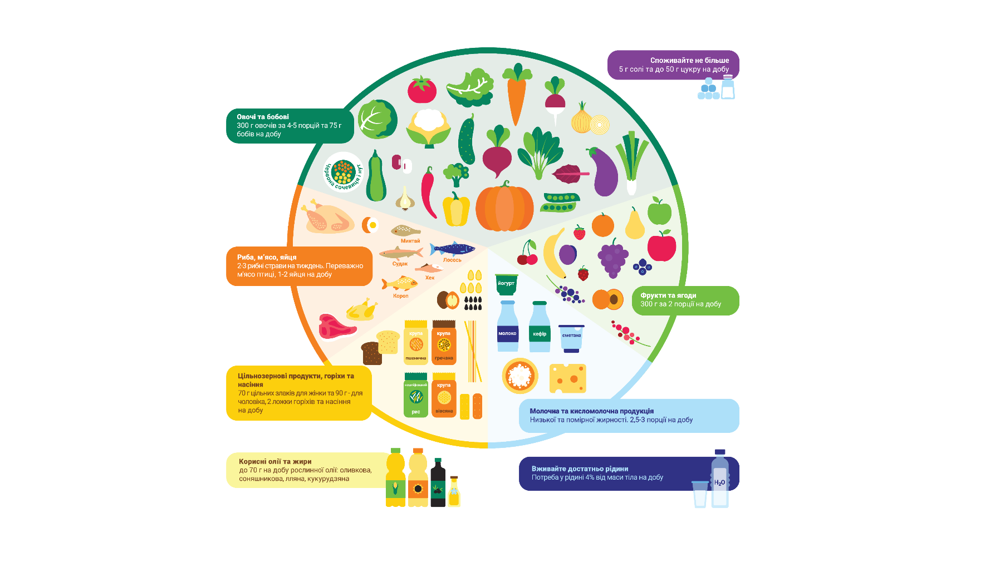 Споживайте не більше
5 г солі та до 50 г цукру на добу
Овочі та бобові
300 г овочів за 4-5 порцій та 75 г
бобів на добу
Червона сочевиця і нут
Риба, м'ясо, яйця
2-3 рибні страви на тиждень. Переважно
м'ясо птиці, 1-2 яйця на добу
Минтай
Лосось
Судак
Хек
Короп
йогурт
молоко
кефір
сметана
Фрукти та ягоди
300 г за 2 порції на добу
крупа
пшенична
крупа
гречана
нешліфований
рис
крупа
вівсяна
Цільнозернові продукти, горіхи та
насіння
70 г цільних злаків для жінки та 90 г - для
чоловіка, 2 ложки горіхів та насіння
на добу
Молочна та кисломолочна продукція
Низької та помірної жирності. 2,5-3 порції на добу
Корисні олії та жири
до 70 г на добу рослинної олії: оливкова,
соняшникова, лляна, кукурудзяна
Вживайте достатньо рідини
Потреба у рідині 4% від маси тіла на добу
H₂O